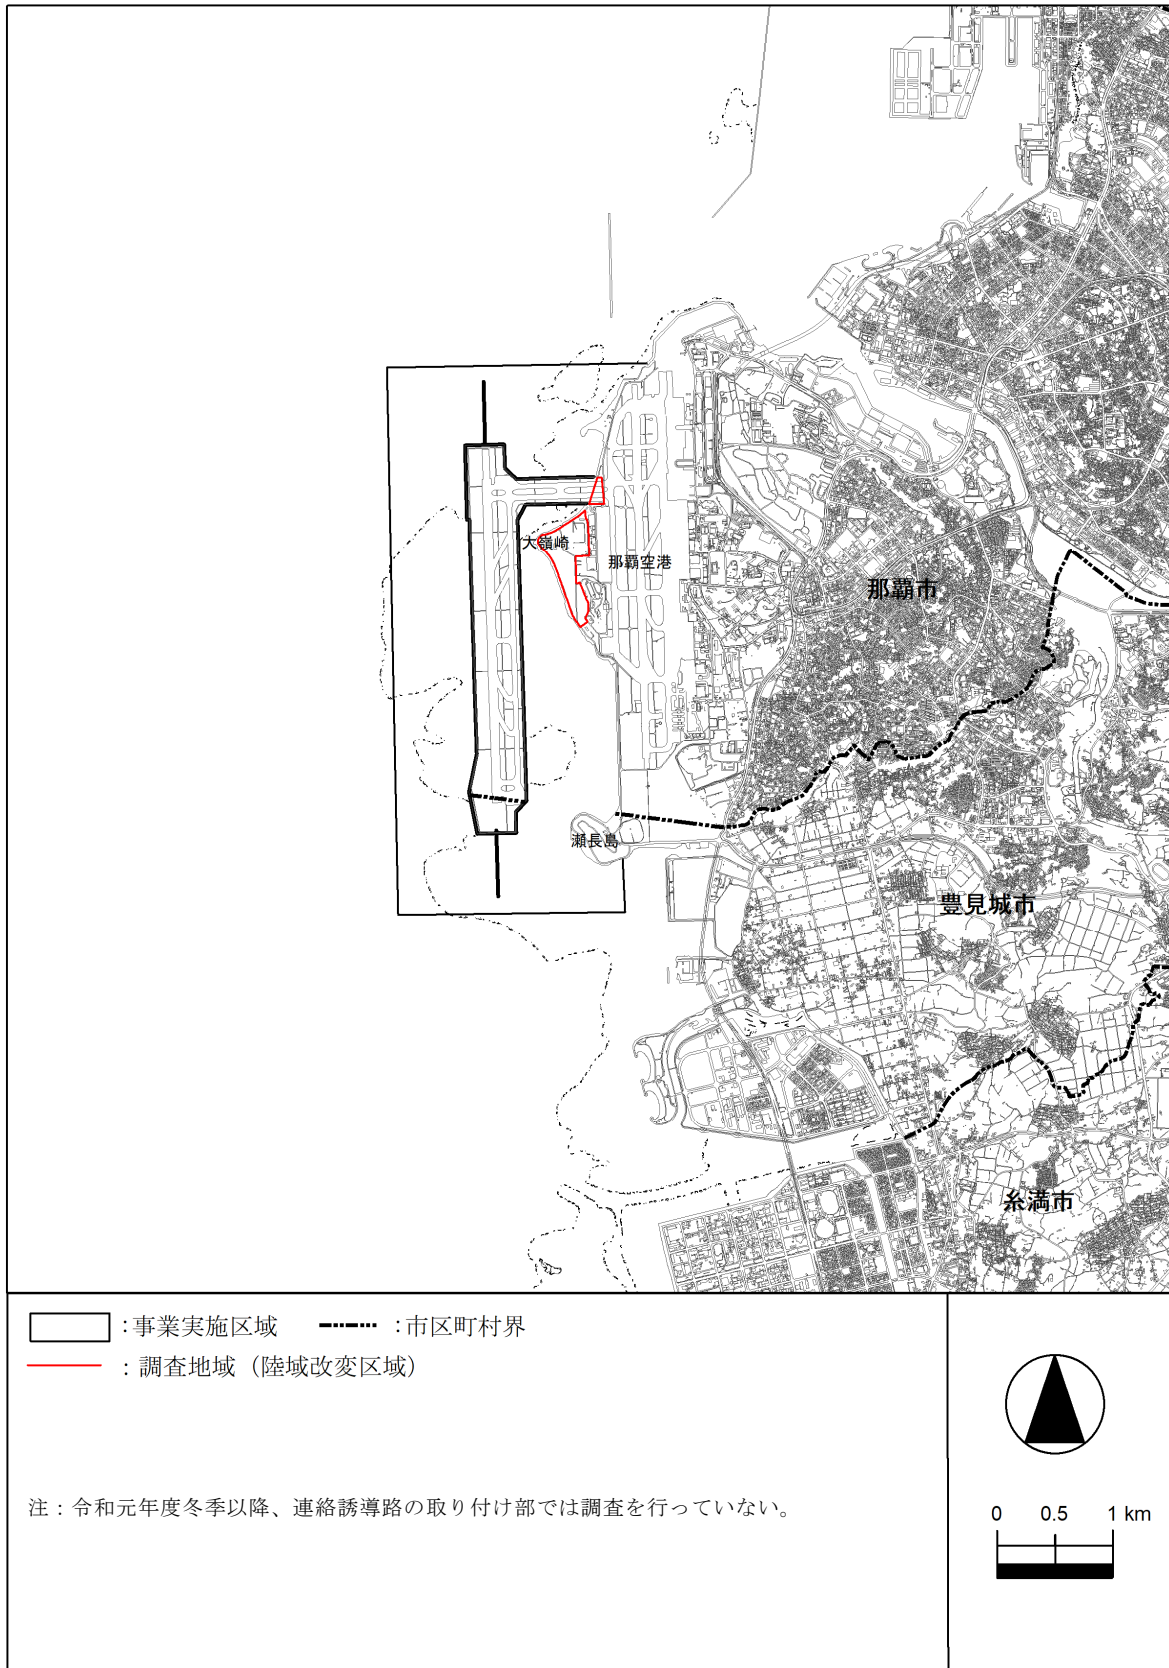 大嶺崎
那覇空港
那覇市
瀬長島
豊見城市
糸満市
：事業実施区域
：市区町村界
：調査地域（陸域改変区域）
注：令和元年度冬季以降、連絡誘導路の取り付け部では調査を行っていない。
0 0.5 1 km